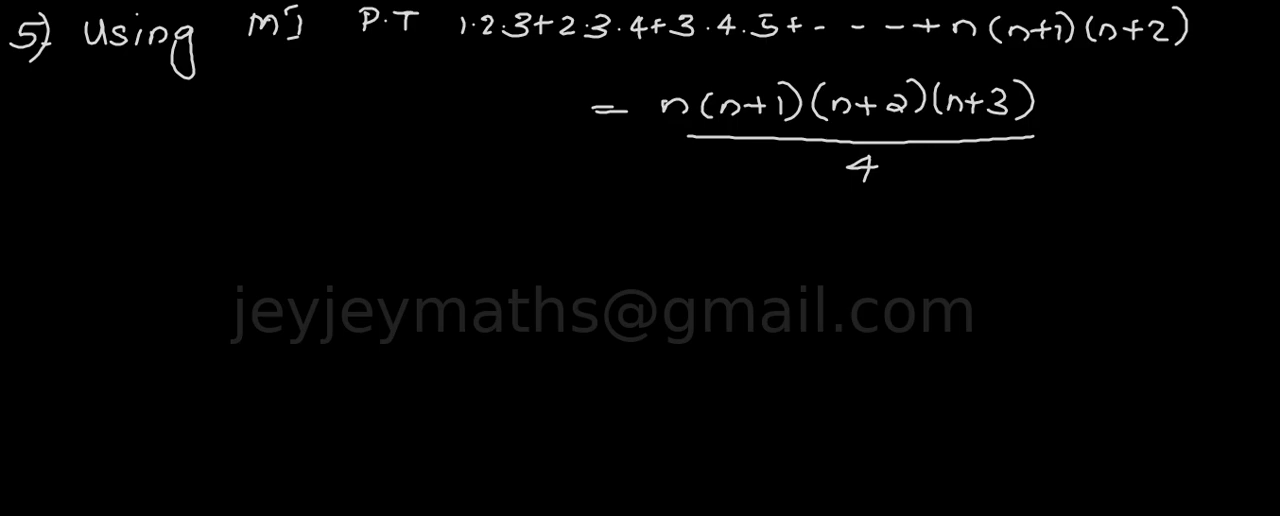 5) Using MI P.T 1.2.3+2.3.4+3.4.5+----+n(n+1)(n+2)
= n(n+1)(n+2)(n+3)
4
jeyjeymaths@gmail.com